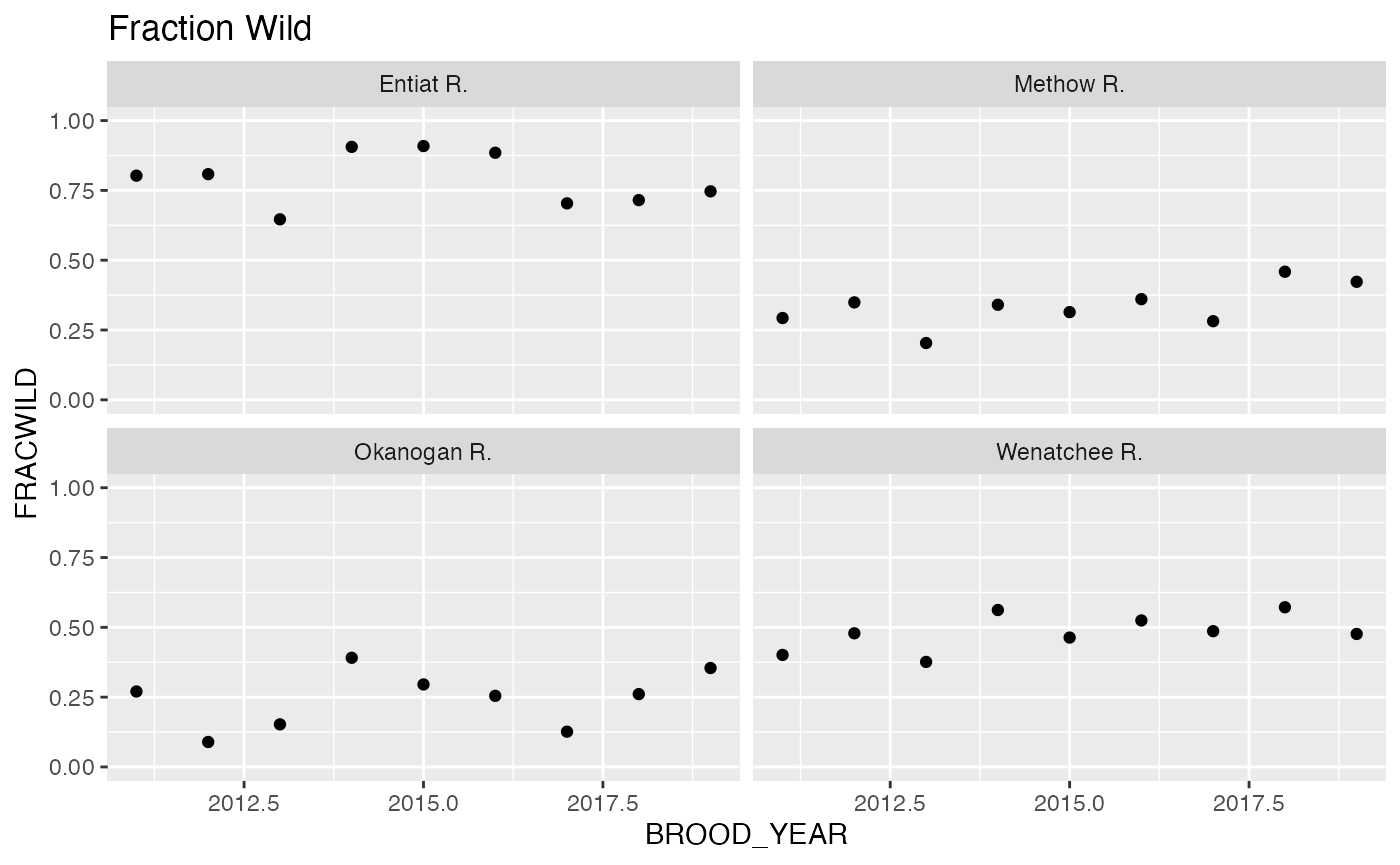 Fraction Wild
Entiat R.
Methow R.
1.00
0.75
0.50
0.25
0.00
FRACWILD
Okanogan R.
Wenatchee R.
1.00
0.75
0.50
0.25
0.00
2012.5 2015.0 2017.5 2012.5 2015.0 2017.5
BROOD_YEAR